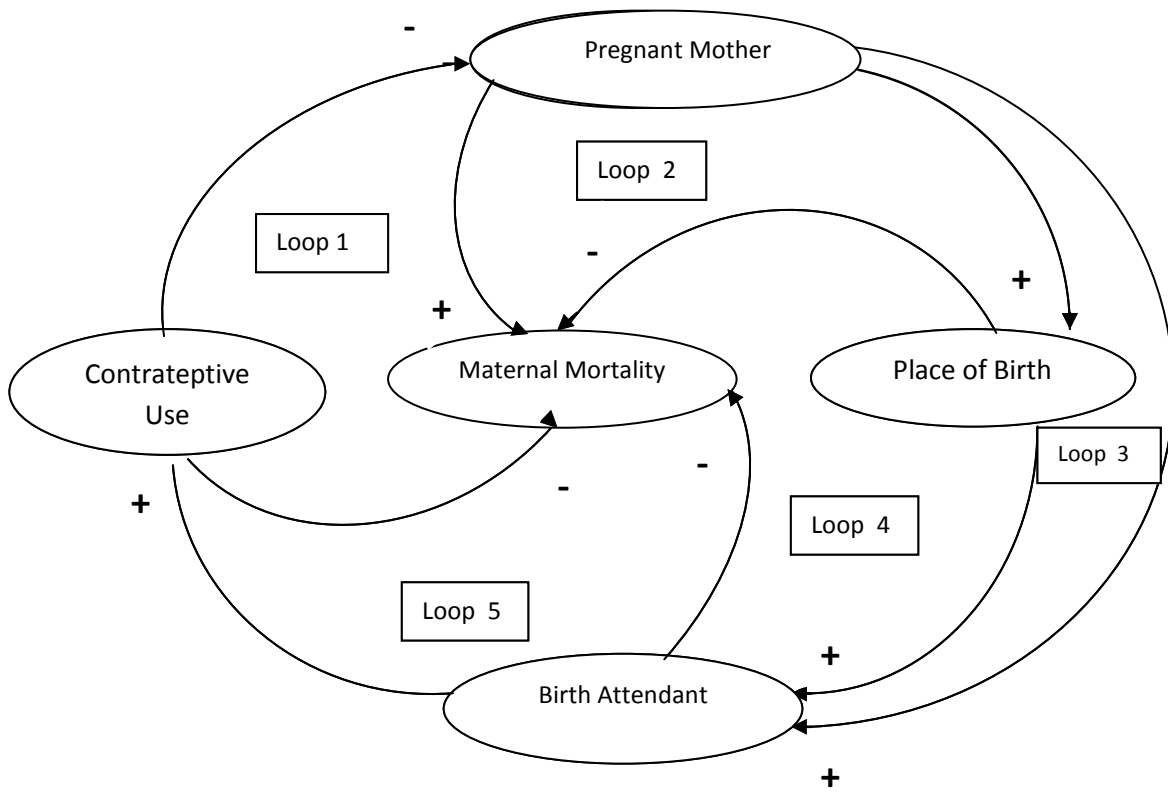 -
Pregnant Mother
-
Loop 2
Loop 1
-
+
+
Contrateptive
Use
Maternal Mortality
Place of Birth
Loop 3
-
+
-
Loop 4
Loop 5
+
Birth Attendant
+